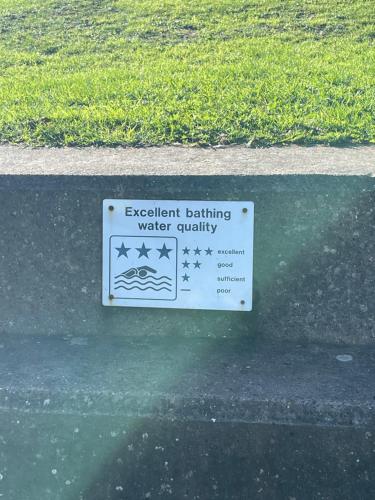 Excellent bathing
water quality
★★★ excellent
★★ good
★ sufficient
— poor